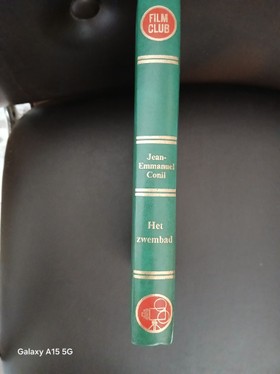 FILM
CLUB
Jean-
Emmanuel
Conil
Het
zwembad
Galaxy A15 5G